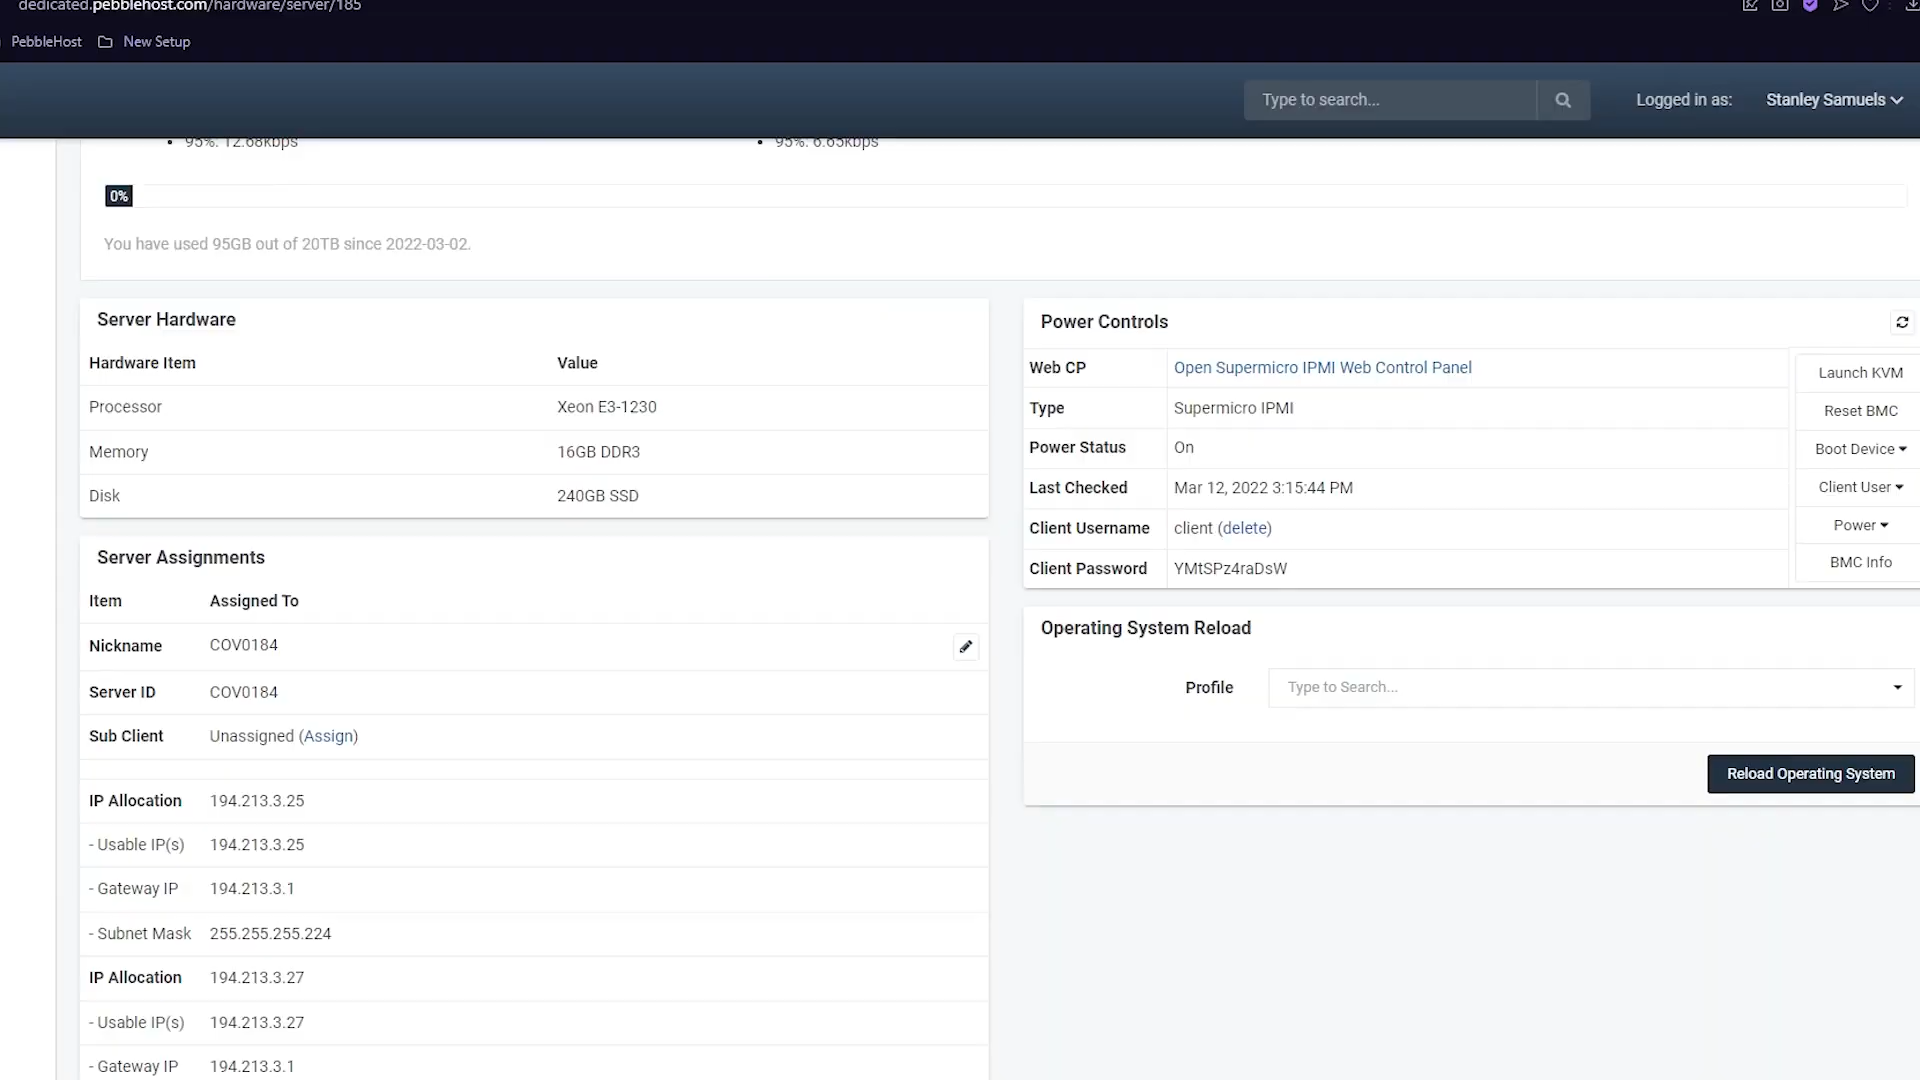 dedicated.pebblehost.com/hardware/server/185
PebbleHost New Setup
Type to search... Logged in as: Stanley Samuels
• 95%: 12.68kbps • 95%: 6.65kbps
0%
You have used 95GB out of 20TB since 2022-03-02.
Server Hardware
Hardware Item Value
Processor Xeon E3-1230
Memory 16GB DDR3
Disk 240GB SSD
Server Assignments
Item Assigned To
Nickname COV0184
Server ID COV0184
Sub Client Unassigned (Assign)
IP Allocation 194.213.3.25
- Usable IP(s) 194.213.3.25
- Gateway IP 194.213.3.1
- Subnet Mask 255.255.255.224
IP Allocation 194.213.3.27
- Usable IP(s) 194.213.3.27
- Gateway IP 194.213.3.1
Power Controls
Web CP Open Supermicro IPMI Web Control Panel
Type Supermicro IPMI
Power Status On
Last Checked Mar 12, 2022 3:15:44 PM
Client Username client (delete)
Client Password YMtSPz4raDsW
Launch KVM
Reset BMC
Boot Device
Client User
Power
BMC Info
Operating System Reload
Profile Type to Search...
Reload Operating System